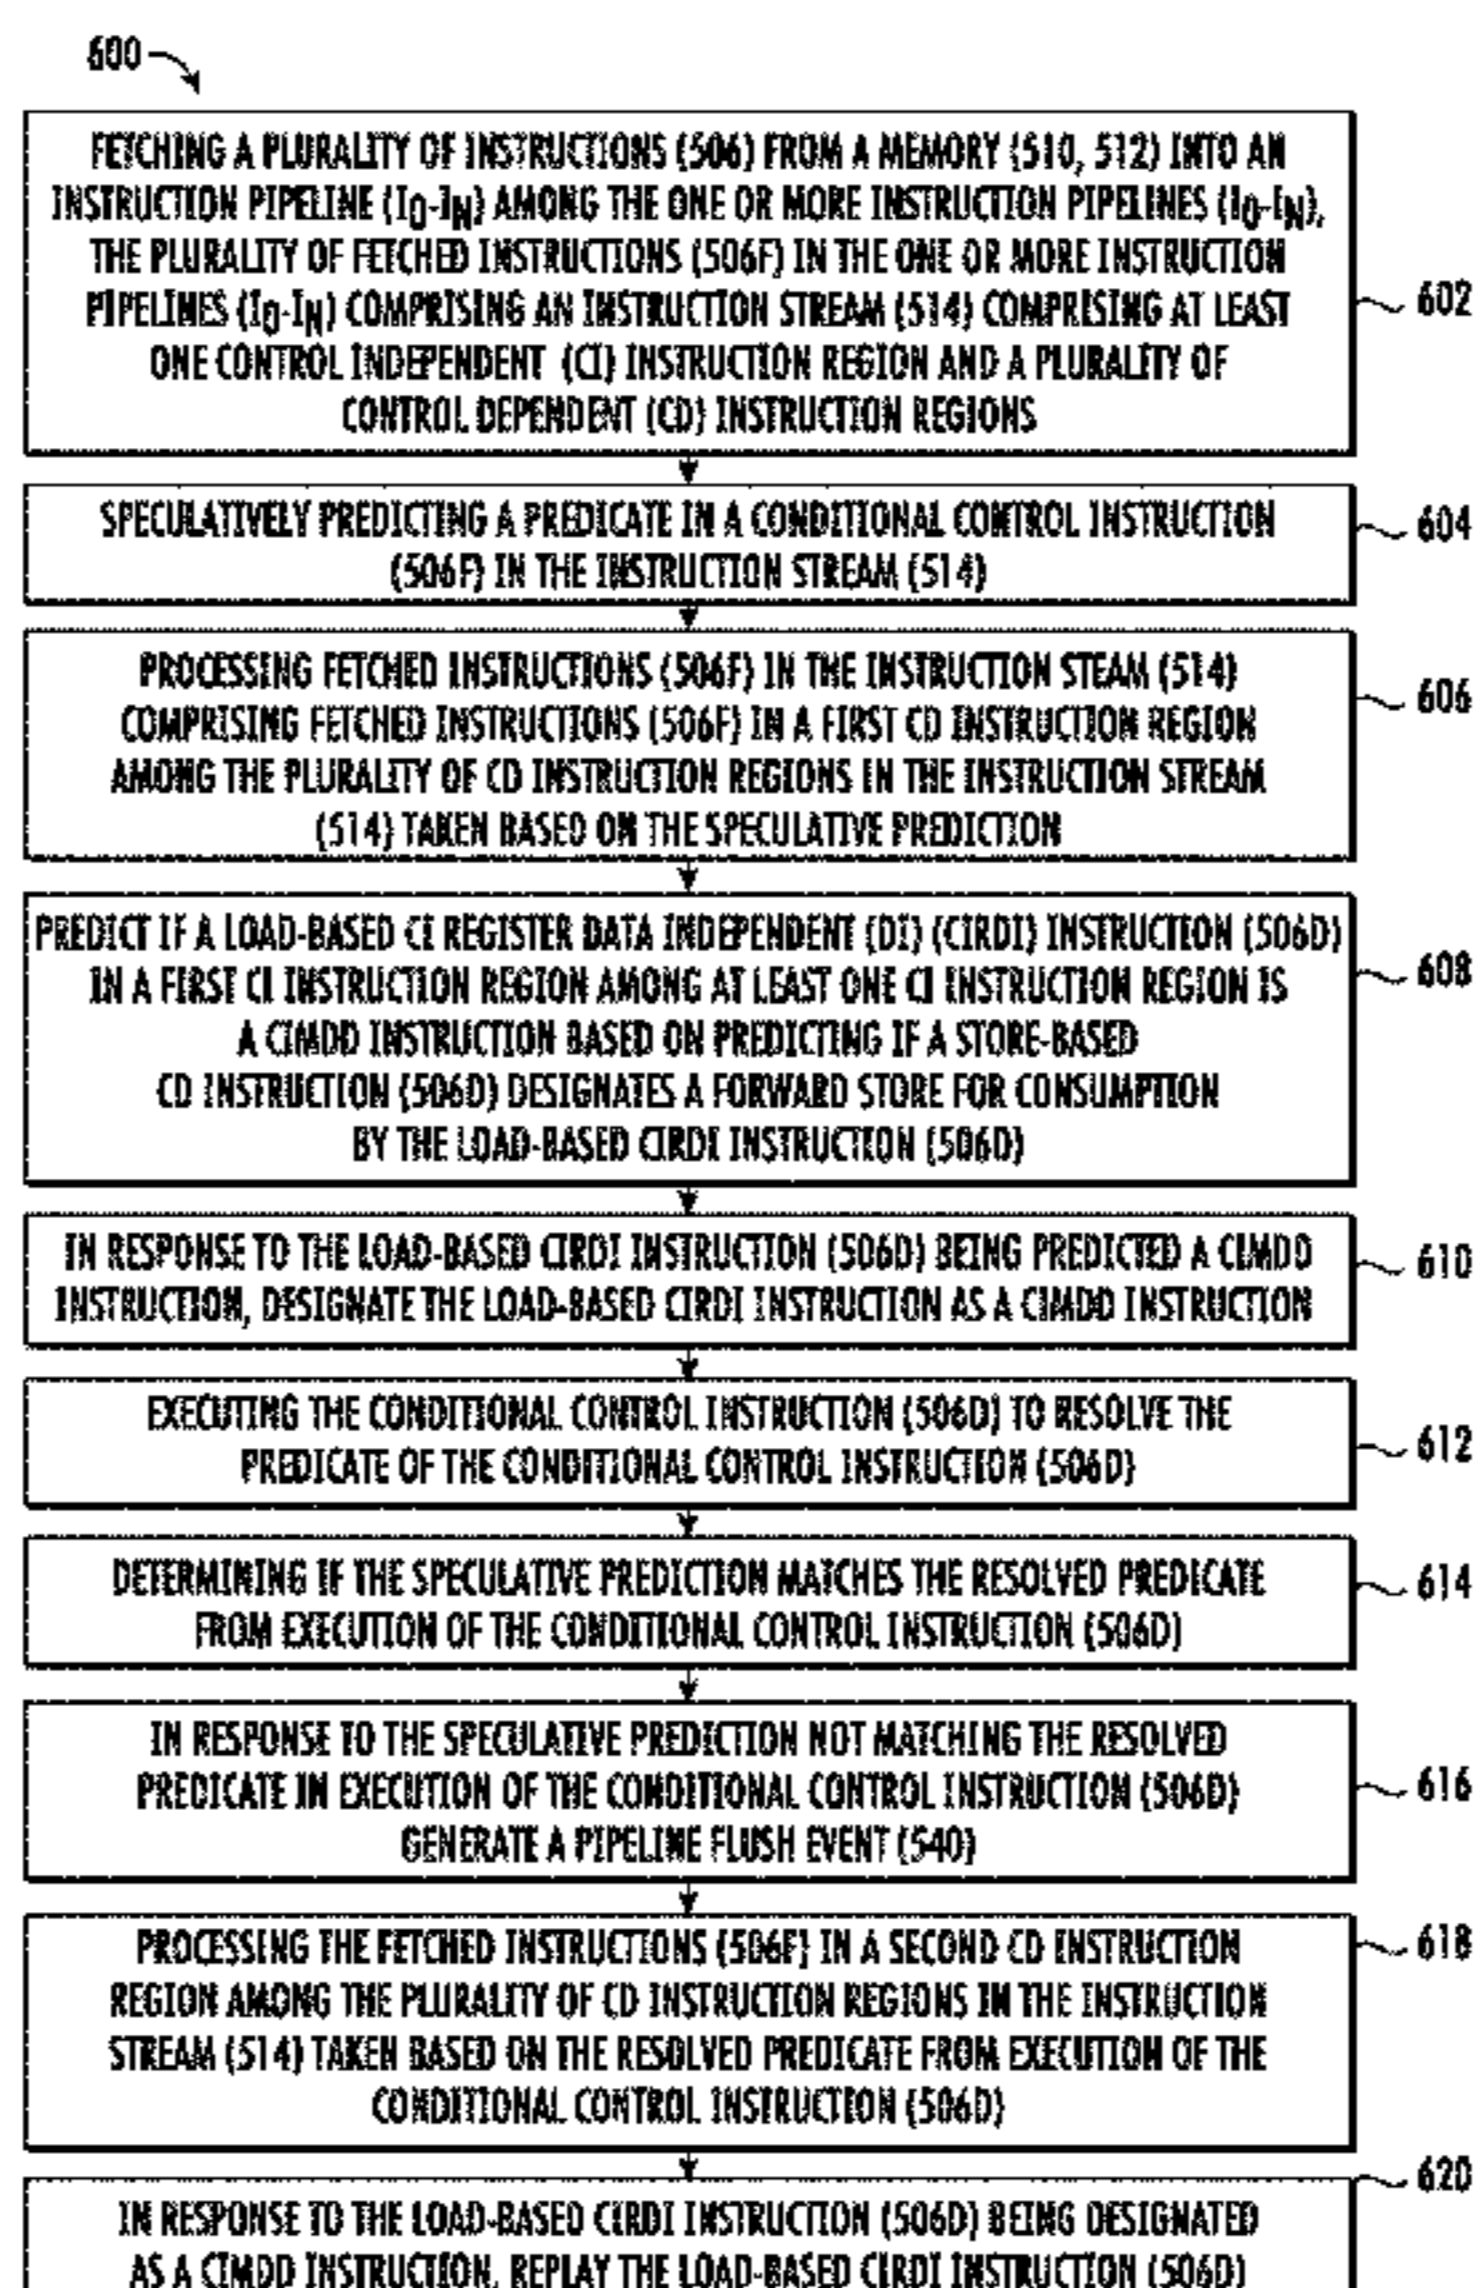 600
FETCHING A PLURALITY OF INSTRUCTIONS (506) FROM A MEMORY (510, 512) INTO AN
INSTRUCTION PIPELINE (I0-IN) AMONG THE ONE OR MORE INSTRUCTION PIPELINES (I0-IN),
THE PLURALITY OF FETCHED INSTRUCTIONS (506F) IN THE ONE OR MORE INSTRUCTION
PIPELINES (I0-IN) COMPRISING AN INSTRUCTION STREAM (514) COMPRISING AT LEAST
ONE CONTROL INDEPENDENT (CI) INSTRUCTION REGION AND A PLURALITY OF
CONTROL DEPENDENT (CD) INSTRUCTION REGIONS
602
SPECULATIVELY PREDICTING A PREDICATE IN A CONDITIONAL CONTROL INSTRUCTION
(506F) IN THE INSTRUCTION STREAM (514)
604
PROCESSING FETCHED INSTRUCTIONS (506F) IN THE INSTRUCTION STEAM (514)
COMPRISING FETCHED INSTRUCTIONS (506F) IN A FIRST CD INSTRUCTION REGION
AMONG THE PLURALITY OF CD INSTRUCTION REGIONS IN THE INSTRUCTION STREAM
(514) TAKEN BASED ON THE SPECULATIVE PREDICTION
606
PREDICT IF A LOAD-BASED CI REGISTER DATA INDEPENDENT (DI) (CIRDI) INSTRUCTION (506D)
IN A FIRST CI INSTRUCTION REGION AMONG AT LEAST ONE CI INSTRUCTION REGION IS
A CIMDD INSTRUCTION BASED ON PREDICTING IF A STORE-BASED
CD INSTRUCTION (506D) DESIGNATES A FORWARD STORE FOR CONSUMPTION
BY THE LOAD-BASED CIRDI INSTRUCTION (506D)
608
IN RESPONSE TO THE LOAD-BASED CIRDI INSTRUCTION (506D) BEING PREDICTED A CIMDD
INSTRUCTION, DESIGNATE THE LOAD-BASED CIRDI INSTRUCTION AS A CIMDD INSTRUCTION
610
EXECUTING THE CONDITIONAL CONTROL INSTRUCTION (506D) TO RESOLVE THE
PREDICATE OF THE CONDITIONAL CONTROL INSTRUCTION (506D)
612
DETERMINING IF THE SPECULATIVE PREDICTION MATCHES THE RESOLVED PREDICATE
FROM EXECUTION OF THE CONDITIONAL CONTROL INSTRUCTION (506D)
614
IN RESPONSE TO THE SPECULATIVE PREDICTION NOT MATCHING THE RESOLVED
PREDICATE IN EXECUTION OF THE CONDITIONAL CONTROL INSTRUCTION (506D)
GENERATE A PIPELINE FLUSH EVENT (540)
616
PROCESSING THE FETCHED INSTRUCTIONS (506F) IN A SECOND CD INSTRUCTION
REGION AMONG THE PLURALITY OF CD INSTRUCTION REGIONS IN THE INSTRUCTION
STREAM (514) TAKEN BASED ON THE RESOLVED PREDICATE FROM EXECUTION OF THE
CONDITIONAL CONTROL INSTRUCTION (506D)
618
IN RESPONSE TO THE LOAD-BASED CIRDI INSTRUCTION (506D) BEING DESIGNATED
AS A CIMDD INSTRUCTION, REPLAY THE LOAD-BASED CIRDI INSTRUCTION (506D)
620